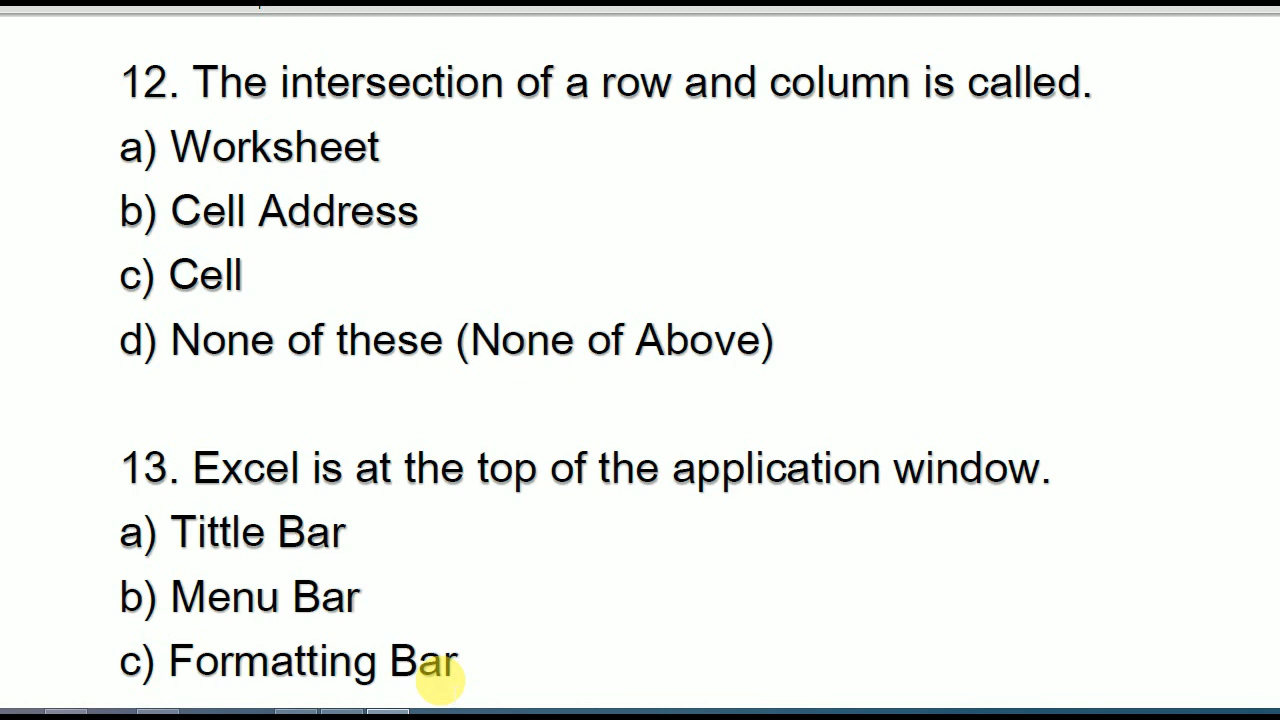 12. The intersection of a row and column is called.
a) Worksheet
b) Cell Address
c) Cell
d) None of these (None of Above)
13. Excel is at the top of the application window.
a) Tittle Bar
b) Menu Bar
c) Formatting Bar